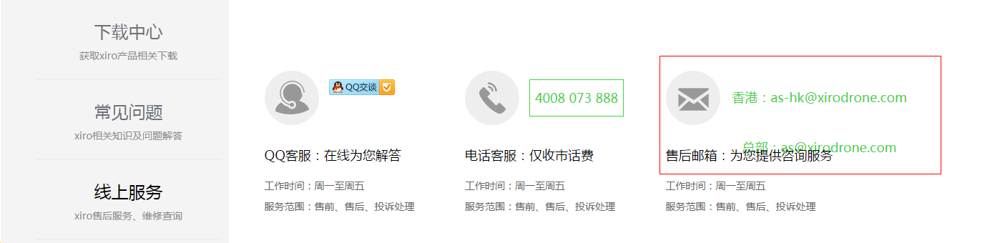 下载中心
获取xiro产品相关下载
常见问题
xiro相关知识及问题解答
线上服务
xiro售后服务、维修查询
QQ交谈
QQ客服：在线为您解答
工作时间：周一至周五
服务范围：售前、售后、投诉处理
4008 073 888
电话客服：仅收市话费
工作时间：周一至周五
服务范围：售前、售后、投诉处理
香港：as-hk@xirodrone.com
总部：as@xirodrone.com
售后邮箱：为您提供咨询服务
工作时间：周一至周五
服务范围：售前、售后、投诉处理